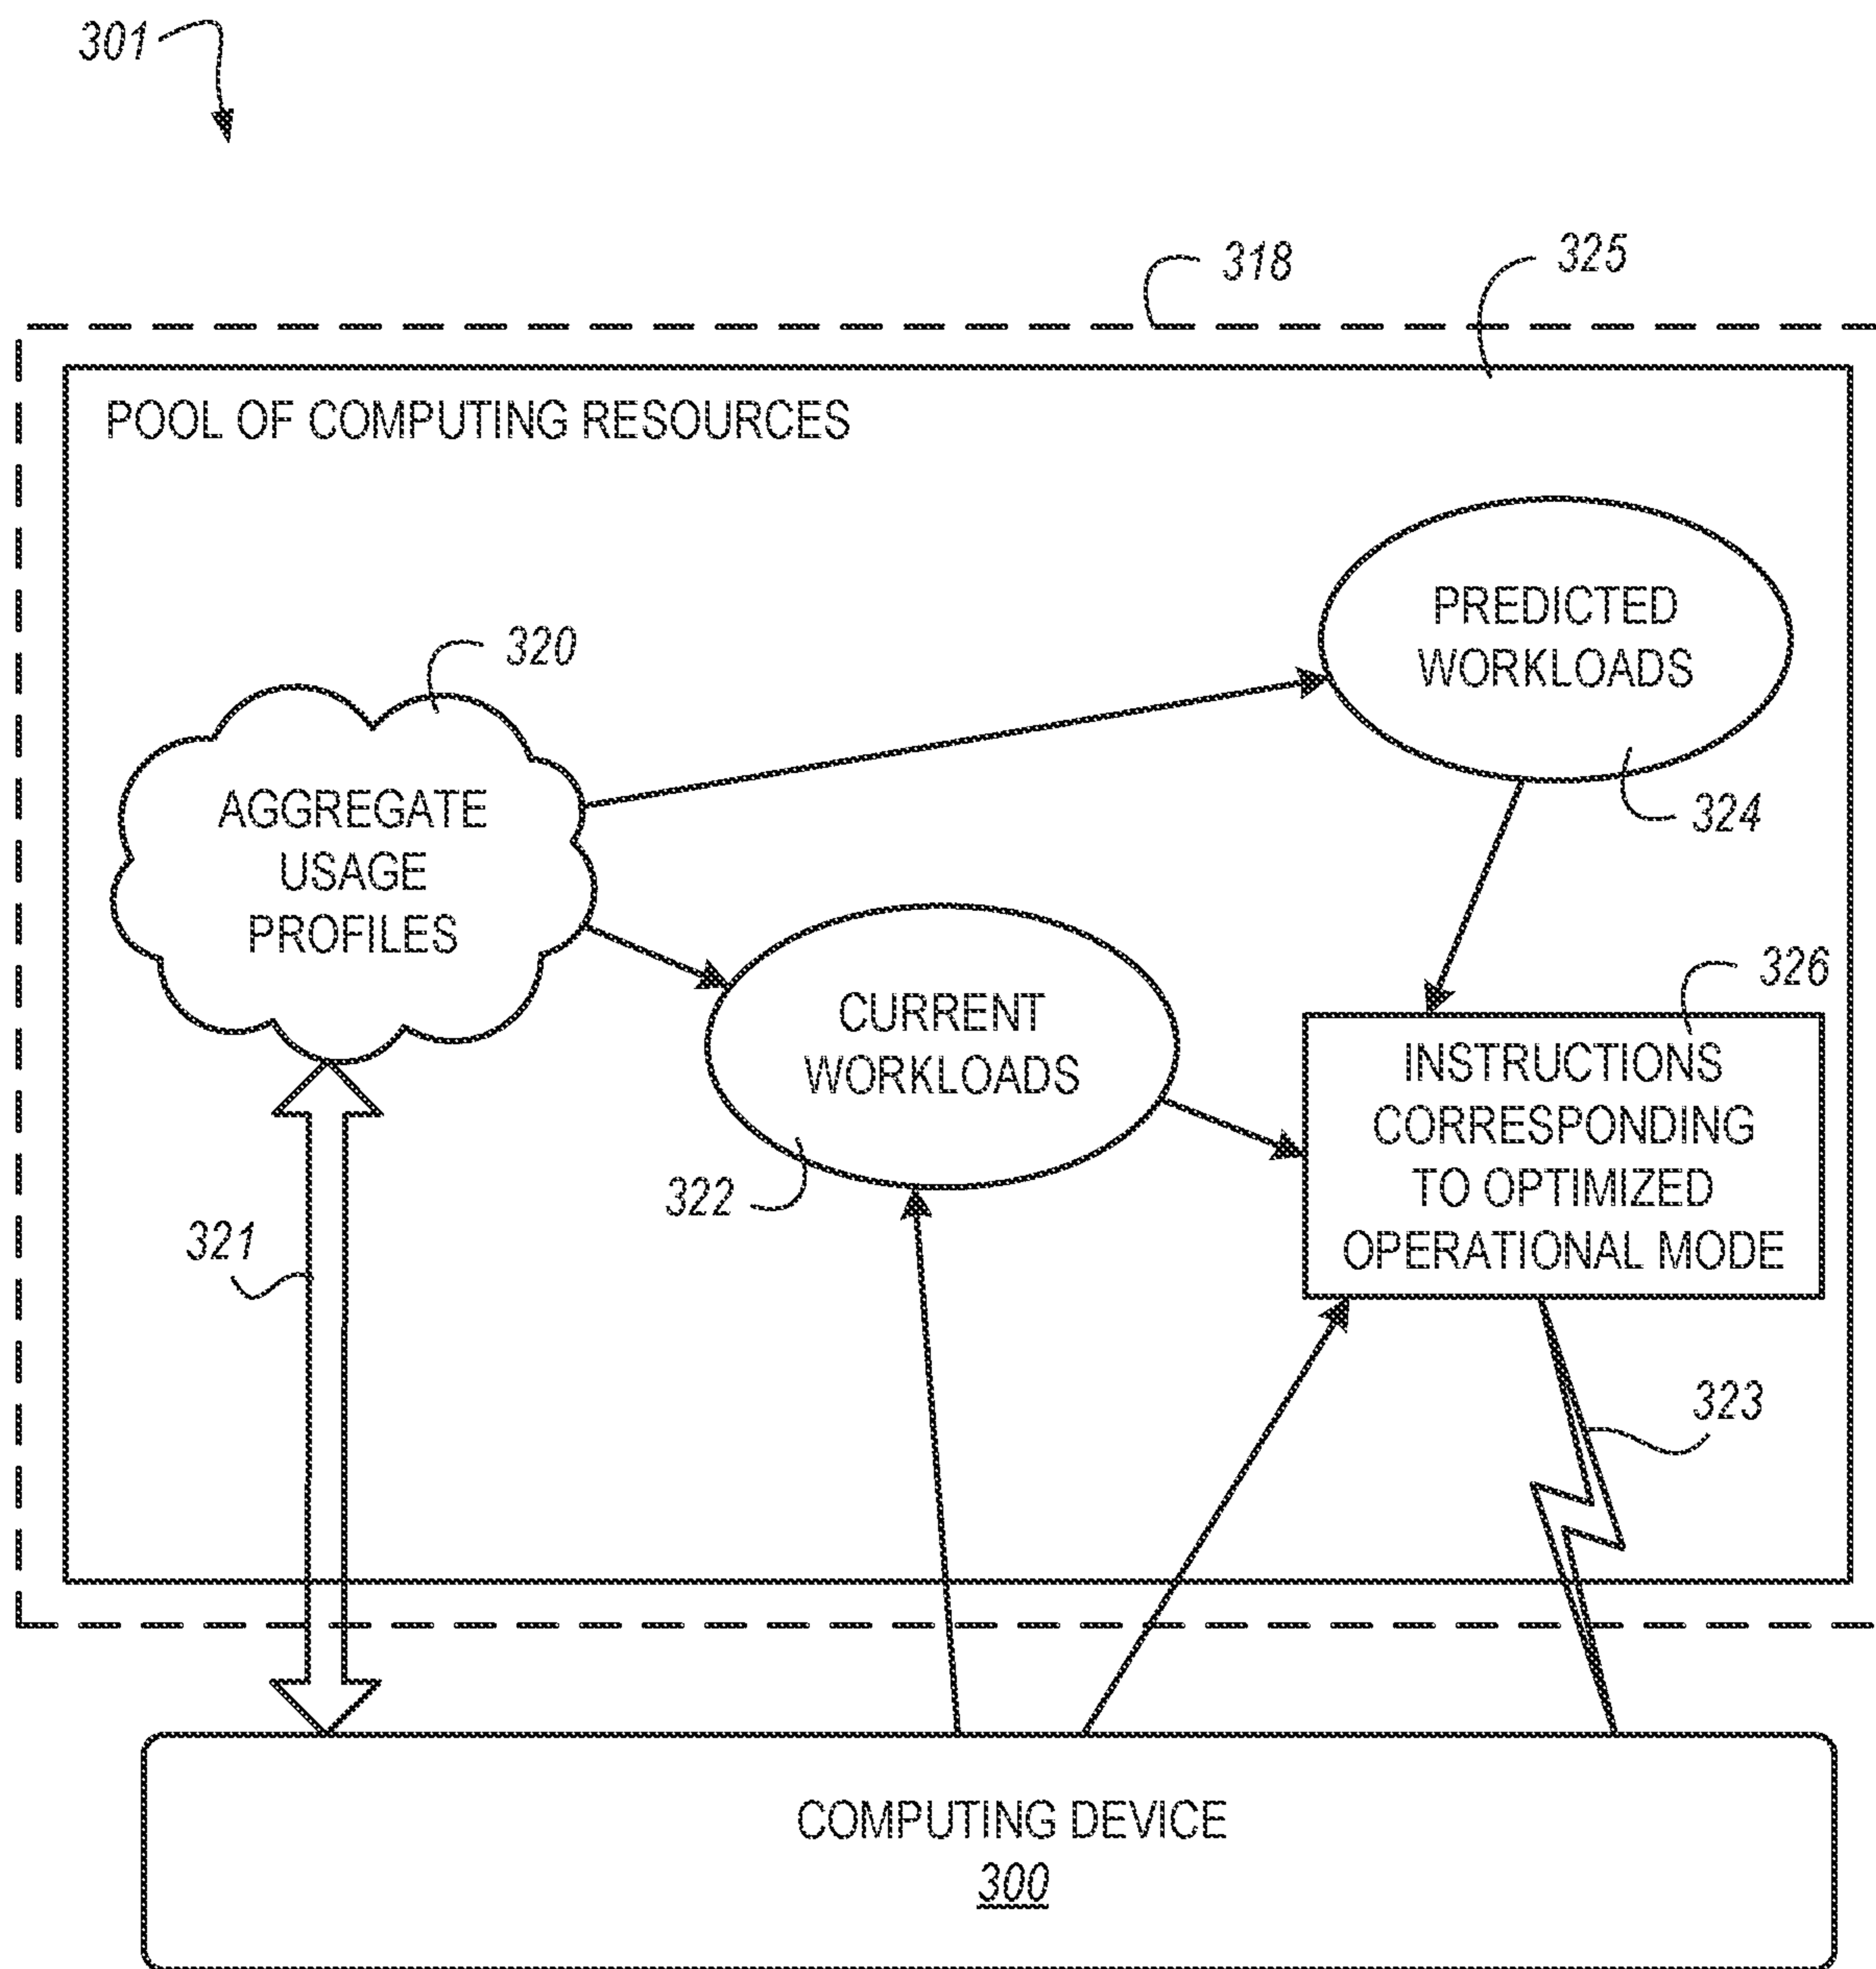 301
318
325
POOL OF COMPUTING RESOURCES
PREDICTED
WORKLOADS
324
320
AGGREGATE
USAGE
PROFILES
CURRENT
WORKLOADS
322
326
INSTRUCTIONS
CORRESPONDING
TO OPTIMIZED
OPERATIONAL MODE
321
323
COMPUTING DEVICE
300